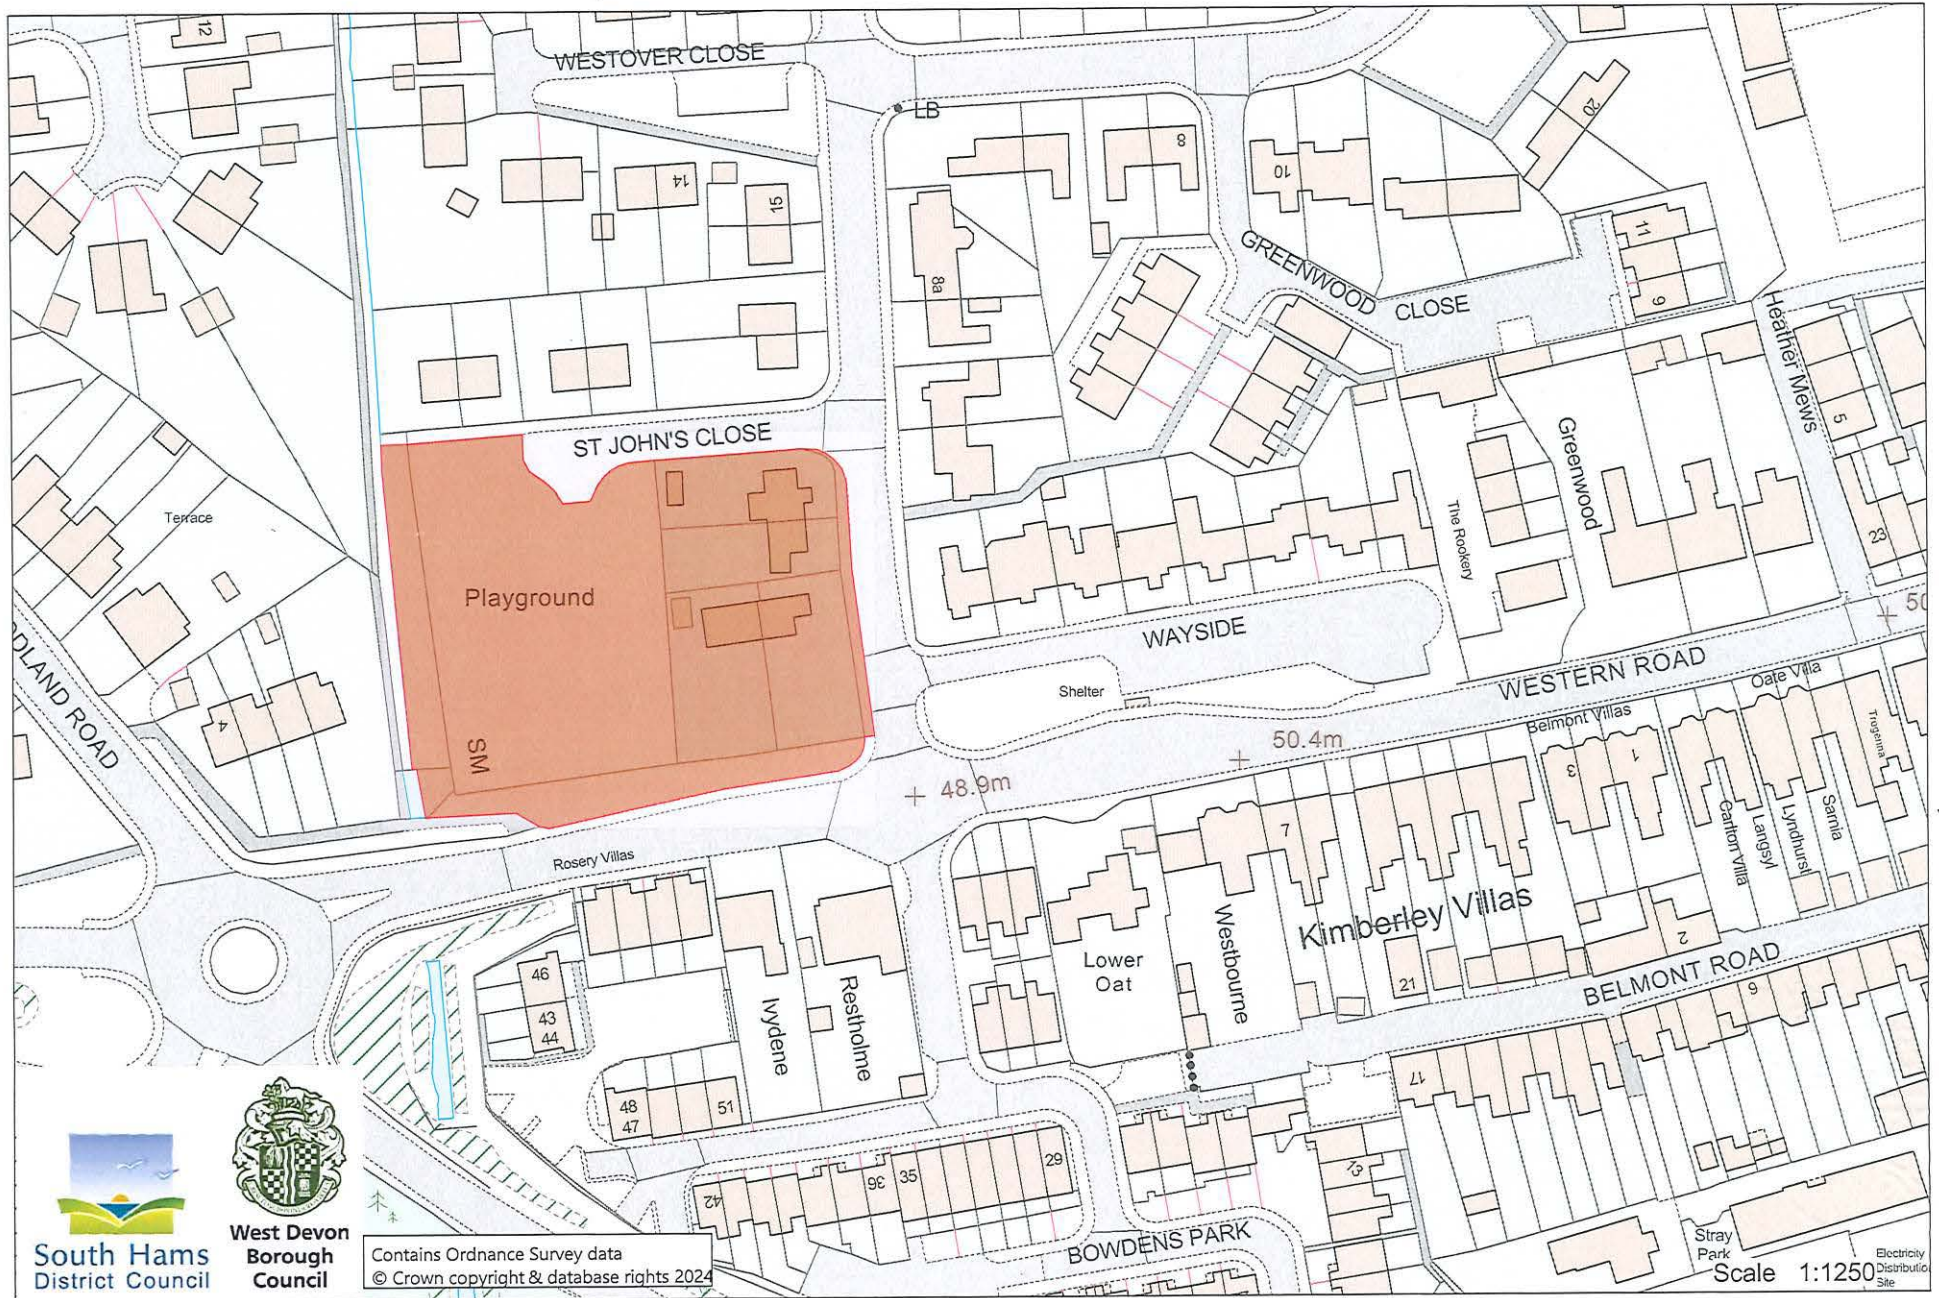 12
WESTOVER CLOSE
LB
8
10
20
14
15
8a
11
9
GREENWOOD CLOSE
Heather Mews
5
ST JOHN'S CLOSE
Greenwood
The Rookery
23
Terrace
Playground
WAYSIDE
50
WESTERN ROAD
Oate Villa
Shelter
Belmont Villas
Tregenna
DLAND ROAD
4
SM
50.4m
48.9m
3
1
7
Carlton Villa
Langsyl
Lyndhurst
Sarnia
Rosery Villas
Kimberley Villas
Westbourne
Lower
Oat
2
21
BELMONT ROAD
6
46
43
44
Ivydene
Restholme
17
48
47
51
42
36
35
29
13
BOWDENS PARK
Stray
Park
Electricity
Distributio
Site
Scale 1:1250
South Hams
District Council
West Devon
Borough
Council
Contains Ordnance Survey data
© Crown copyright & database rights 2024